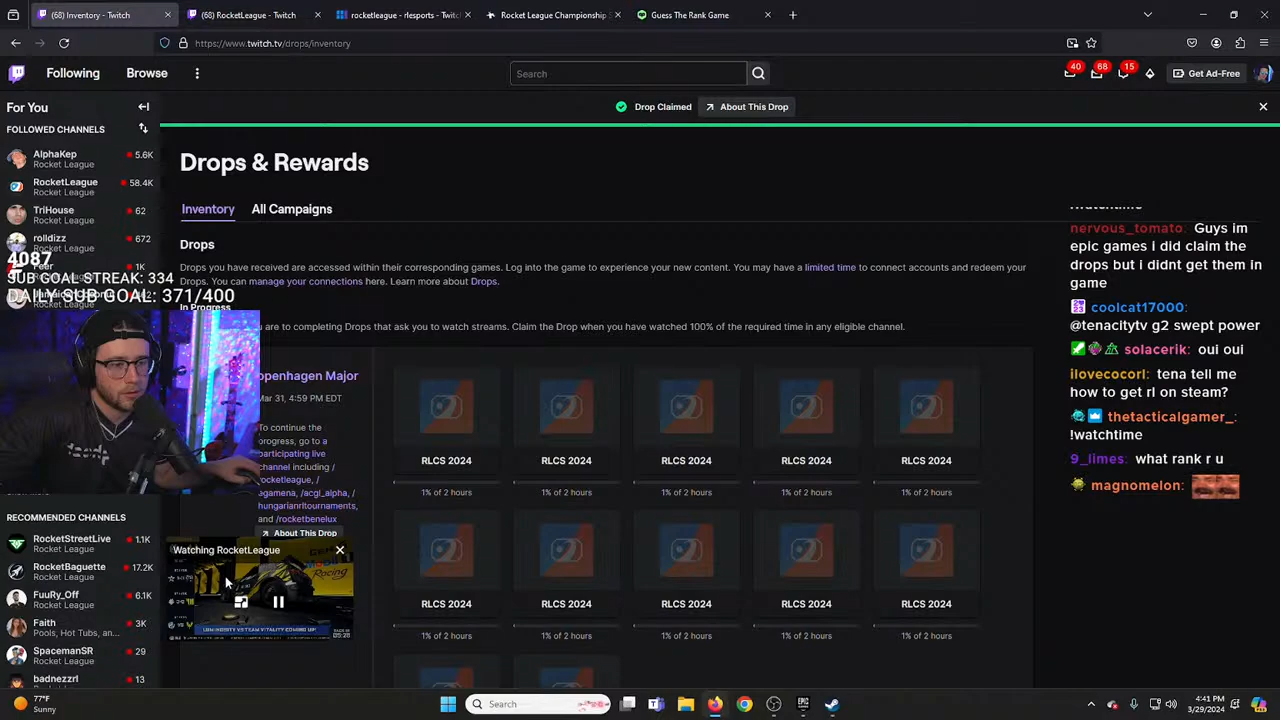 Inventory - Twitch
(68) RocketLeague - Twitch
rocketleague - rlesports - Twitch
Rocket League Championship
Guess The Rank Game
https://www.twitch.tv/drops/inventory
Following
Browse
Search
40
68
15
Get Ad-Free
For You
Drop Claimed
About This Drop
FOLLOWED CHANNELS
AlphaKep
5.6K
Rocket League
RocketLeague
58.4K
Rocket League
TriHouse
62
Rocket League
rolldizz
672
Rocket League
1K
4087
SUB GOAL STREAK: 334
DAILY SUB GOAL: 371/400
Drops & Rewards
Inventory
All Campaigns
Drops
Drops you have received are accessed within their corresponding games. Log into the game to experience your new content. You may have a limited time to connect accounts and redeem your
Drops. You can manage your connections here. Learn more about Drops.
In Progress
you are to completing Drops that ask you to watch streams. Claim the Drop when you have watched 100% of the required time in any eligible channel.
openhagen Major
Mar 31, 4:59 PM EDT
To continue the
progress, go to a
participating live
channel including /
rocketleague, /
egamena, /acgl_alpha, /
hungarianrltournaments,
and /rocketbenelux
About This Drop
RLCS 2024
RLCS 2024
RLCS 2024
RLCS 2024
RLCS 2024
1% of 2 hours
1% of 2 hours
1% of 2 hours
1% of 2 hours
1% of 2 hours
RLCS 2024
RLCS 2024
RLCS 2024
RLCS 2024
RLCS 2024
1% of 2 hours
1% of 2 hours
1% of 2 hours
1% of 2 hours
1% of 2 hours
nervous_tomato: Guys im
epic games i did claim the
drops but i didnt get them in
game
coolcat17000:
@tenacitytv g2 swept power
solacerik: oui oui
ilovecocorl: tena tell me
how to get rl on steam?
thetacticalgamer_:
!watchtime
9_limes: what rank r u
magnomelon:
RECOMMENDED CHANNELS
RocketStreetLive
1.1K
Rocket League
RocketBaguette
17.2K
Rocket League
FuuRy_Off
6.1K
Rocket League
Faith
4K
Pools, Hot Tubs, an...
SpacemanSR
29
Rocket League
badnezzrl
13
Watching RocketLeague
Racing
LUMINOSITY VS TEAM VITALITY COMING UP!
77°F
Sunny
Search
4:41 PM
3/29/2024